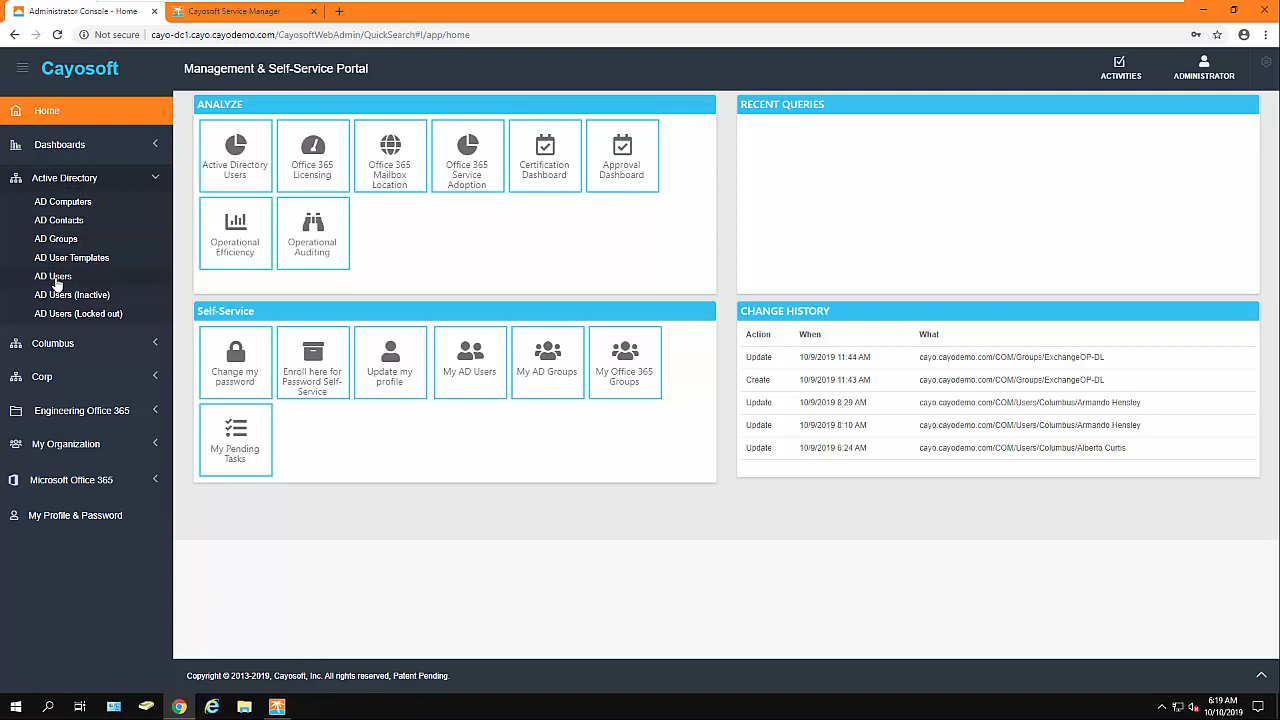 Administrator Console - Home
Cayosoft Service Manager
Not secure
cayo-dc1.cayo.cayodemo.com/CayosoftWebAdmin/QuickSearch#!/app/home
Cayosoft
Management & Self-Service Portal
ACTIVITIES
ADMINISTRATOR
Home
Dashboards
Active Directory
AD Computers
AD Contacts
AD Groups
AD User Templates
AD Users
AD Users (Inactive)
AD Users (Locked out)
Columbus
Corp
Engineering Office 365
My Organization
Microsoft Office 365
My Profile & Password
ANALYZE
Active Directory
Users
Office 365
Licensing
Office 365
Mailbox
Location
Office 365
Service
Adoption
Certification
Dashboard
Approval
Dashboard
Operational
Efficiency
Operational
Auditing
RECENT QUERIES
Self-Service
Change my
password
Enroll here for
Password Self-
Service
Update my
profile
My AD Users
My AD Groups
My Office 365
Groups
My Pending
Tasks
CHANGE HISTORY
Action When What
Update 10/9/2019 11:44 AM cayo.cayodemo.com/COM/Groups/ExchangeOP-DL
Create 10/9/2019 11:43 AM cayo.cayodemo.com/COM/Groups/ExchangeOP-DL
Update 10/9/2019 8:29 AM cayo.cayodemo.com/COM/Users/Columbus/Armando Hensley
Update 10/9/2019 8:10 AM cayo.cayodemo.com/COM/Users/Columbus/Armando Hensley
Update 10/9/2019 6:24 AM cayo.cayodemo.com/COM/Users/Columbus/Alberto Curtis
Copyright © 2013-2019, Cayosoft, Inc. All rights reserved, Patent Pending.
6:19 AM
10/10/2019